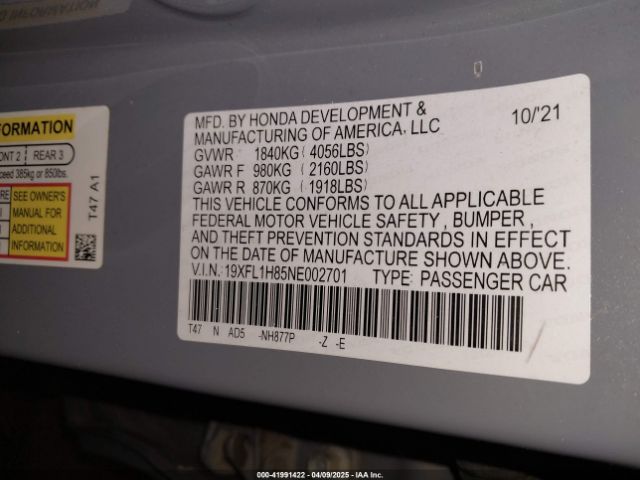 FORMATION
ONT 2 REAR 3
exceed 385kg or 850lbs.
RE SEE OWNER'S
MANUAL FOR
ADDITIONAL
INFORMATION
T47 A1
MFD. BY HONDA DEVELOPMENT & 10/'21
MANUFACTURING OF AMERICA, LLC
GVWR 1840KG ( 4056LBS)
GAWR F 980KG ( 2160LBS)
GAWR R 870KG ( 1918LBS)
THIS VEHICLE CONFORMS TO ALL APPLICABLE
FEDERAL MOTOR VEHICLE SAFETY , BUMPER ,
AND THEFT PREVENTION STANDARDS IN EFFECT
ON THE DATE OF MANUFACTURE SHOWN ABOVE.
V.I.N.: 19XFL1H85NE002701 TYPE: PASSENGER CAR
T47 N AD5 -NH877P -Z -E
000-41991422 - 04/09/2025 - IAA Inc.